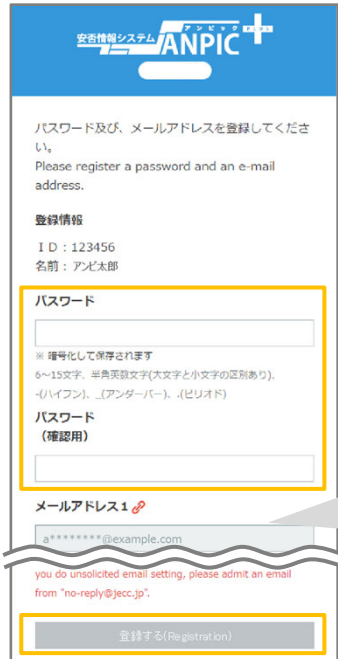 アンピック プラス
安否情報システム ANPIC
パスワード及び、メールアドレスを登録してくださ
い。
Please register a password and an e-mail
address.
登録情報
ＩＤ：123456
名前：アンピ太郎
パスワード
※ 暗号化して保存されます
6～15文字、半角英数文字(大文字と小文字の区別あり)、
-(ハイフン)、_(アンダーバー)、.(ピリオド)
パスワード
（確認用）
メールアドレス１
a********@example.com
you do unsolicited email setting, please admit an email
from "no-reply@jecc.jp".
登録する(Registration)